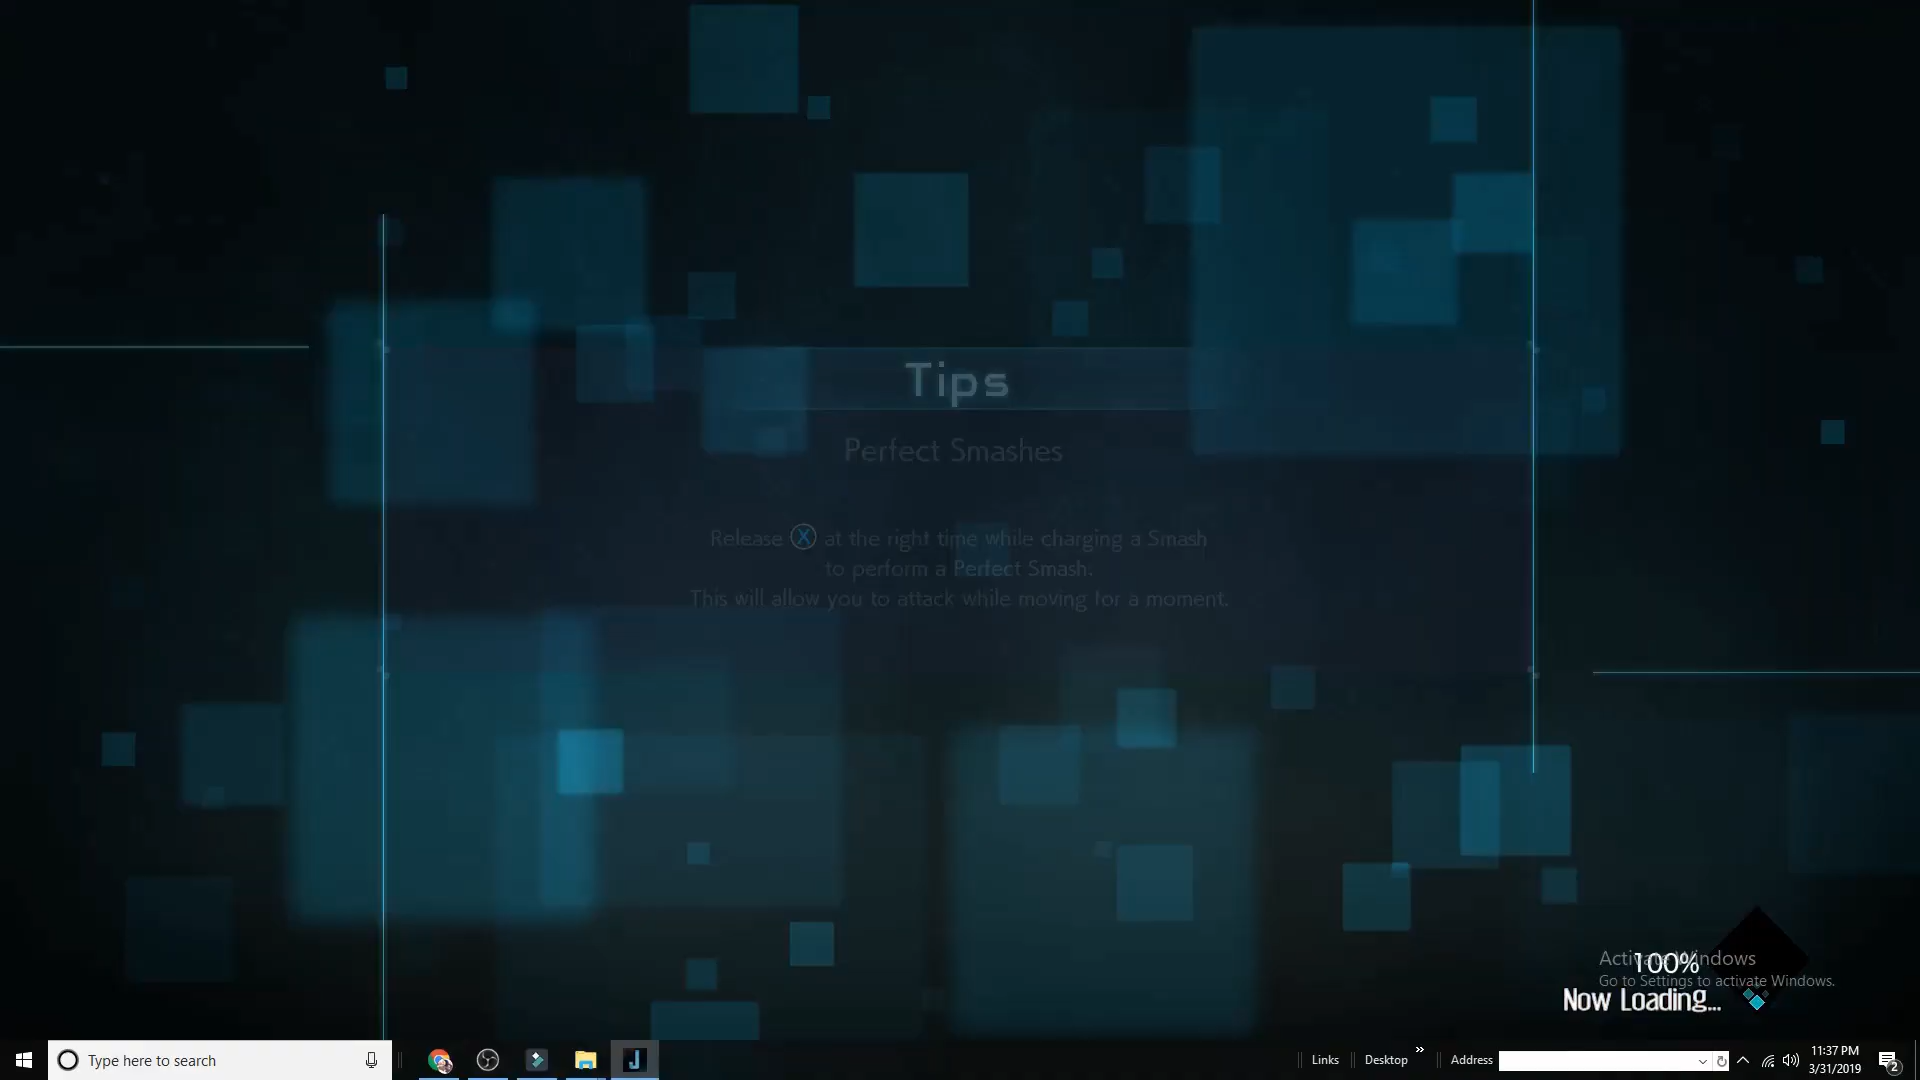 Tips
Perfect Smashes
Release X at the right time while charging a Smash
to perform a Perfect Smash.
This will allow you to attack while moving for a moment.
Activate Windows
100%
Go to Settings to activate Windows.
Now Loading...
Type here to search
J
Links
Desktop
»
Address
11:37 PM
3/31/2019
2